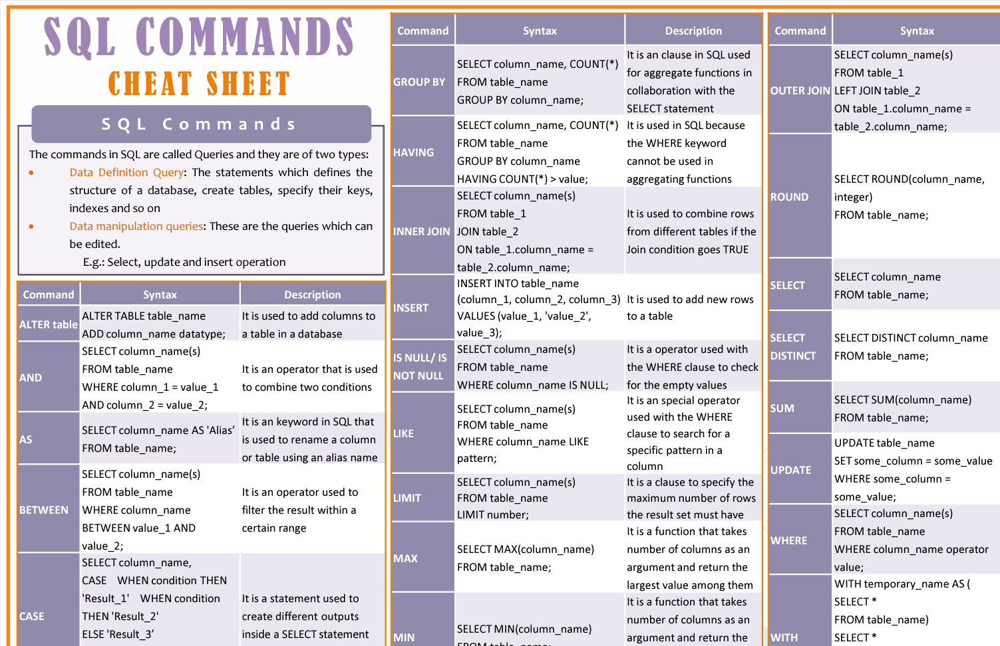 SQL COMMANDS
CHEAT SHEET
SQL Commands
The commands in SQL are called Queries and they are of two types:
• Data Definition Query: The statements which defines the
structure of a database, create tables, specify their keys,
indexes and so on
• Data manipulation queries: These are the queries which can
be edited.
E.g.: Select, update and insert operation
Command Syntax Description
ALTER table
ALTER TABLE table_name
ADD column_name datatype;
It is used to add columns to
a table in a database
AND
SELECT column_name(s)
FROM table_name
WHERE column_1 = value_1
AND column_2 = value_2;
It is an operator that is used
to combine two conditions
AS
SELECT column_name AS 'Alias’
FROM table_name;
It is an keyword in SQL that
is used to rename a column
or table using an alias name
BETWEEN
SELECT column_name(s)
FROM table_name
WHERE column_name
BETWEEN value_1 AND
value_2;
It is an operator used to
filter the result within a
certain range
CASE
SELECT column_name,
CASE WHEN condition THEN
'Result_1' WHEN condition
THEN 'Result_2'
ELSE 'Result_3’
It is a statement used to
create different outputs
inside a SELECT statement
Command Syntax Description
GROUP BY
SELECT column_name, COUNT(*)
FROM table_name
GROUP BY column_name;
It is an clause in SQL used
for aggregate functions in
collaboration with the
SELECT statement
HAVING
SELECT column_name, COUNT(*)
FROM table_name
GROUP BY column_name
HAVING COUNT(*) > value;
It is used in SQL because
the WHERE keyword
cannot be used in
aggregating functions
INNER JOIN
SELECT column_name(s)
FROM table_1
JOIN table_2
ON table_1.column_name =
table_2.column_name;
It is used to combine rows
from different tables if the
Join condition goes TRUE
INSERT
INSERT INTO table_name
(column_1, column_2, column_3)
VALUES (value_1, 'value_2',
value_3);
It is used to add new rows
to a table
IS NULL/ IS
NOT NULL
SELECT column_name(s)
FROM table_name
WHERE column_name IS NULL;
It is a operator used with
the WHERE clause to check
for the empty values
LIKE
SELECT column_name(s)
FROM table_name
WHERE column_name LIKE
pattern;
It is an special operator
used with the WHERE
clause to search for a
specific pattern in a
column
LIMIT
SELECT column_name(s)
FROM table_name
LIMIT number;
It is a clause to specify the
maximum number of rows
the result set must have
MAX
SELECT MAX(column_name)
FROM table_name;
It is a function that takes
number of columns as an
argument and return the
largest value among them
MIN
SELECT MIN(column_name)
FROM table_name;
It is a function that takes
number of columns as an
argument and return the
Command Syntax
OUTER JOIN
SELECT column_name(s)
FROM table_1
LEFT JOIN table_2
ON table_1.column_name =
table_2.column_name;
ROUND
SELECT ROUND(column_name,
integer)
FROM table_name;
SELECT
SELECT column_name
FROM table_name;
SELECT
DISTINCT
SELECT DISTINCT column_name
FROM table_name;
SUM
SELECT SUM(column_name)
FROM table_name;
UPDATE
UPDATE table_name
SET some_column = some_value
WHERE some_column =
some_value;
WHERE
SELECT column_name(s)
FROM table_name
WHERE column_name operator
value;
WITH
WITH temporary_name AS (
SELECT *
FROM table_name)
SELECT *